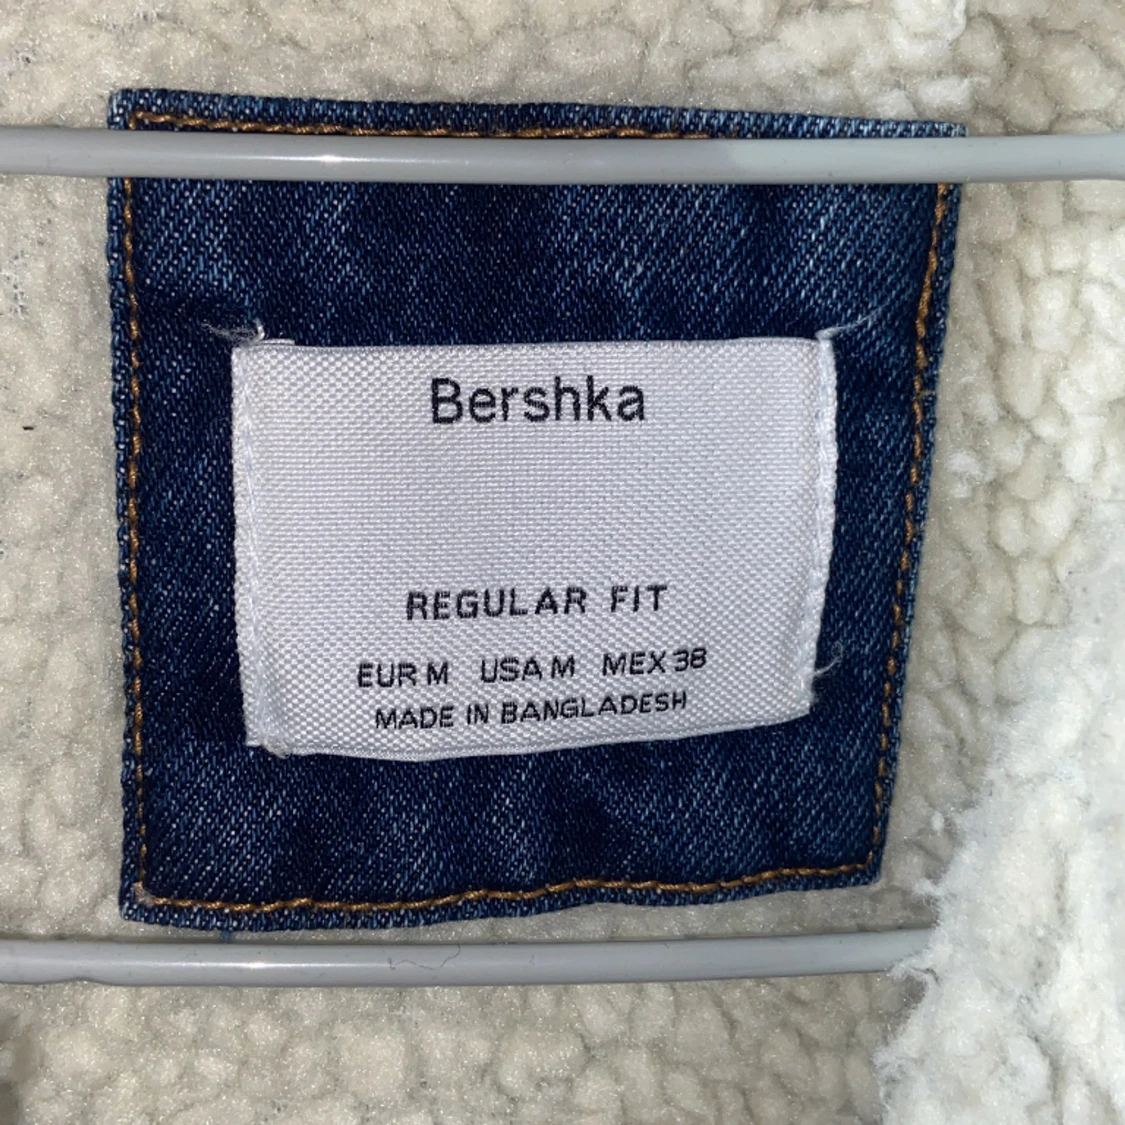 Bershka
REGULAR FIT
EUR M USA M MEX 38
MADE IN BANGLADESH